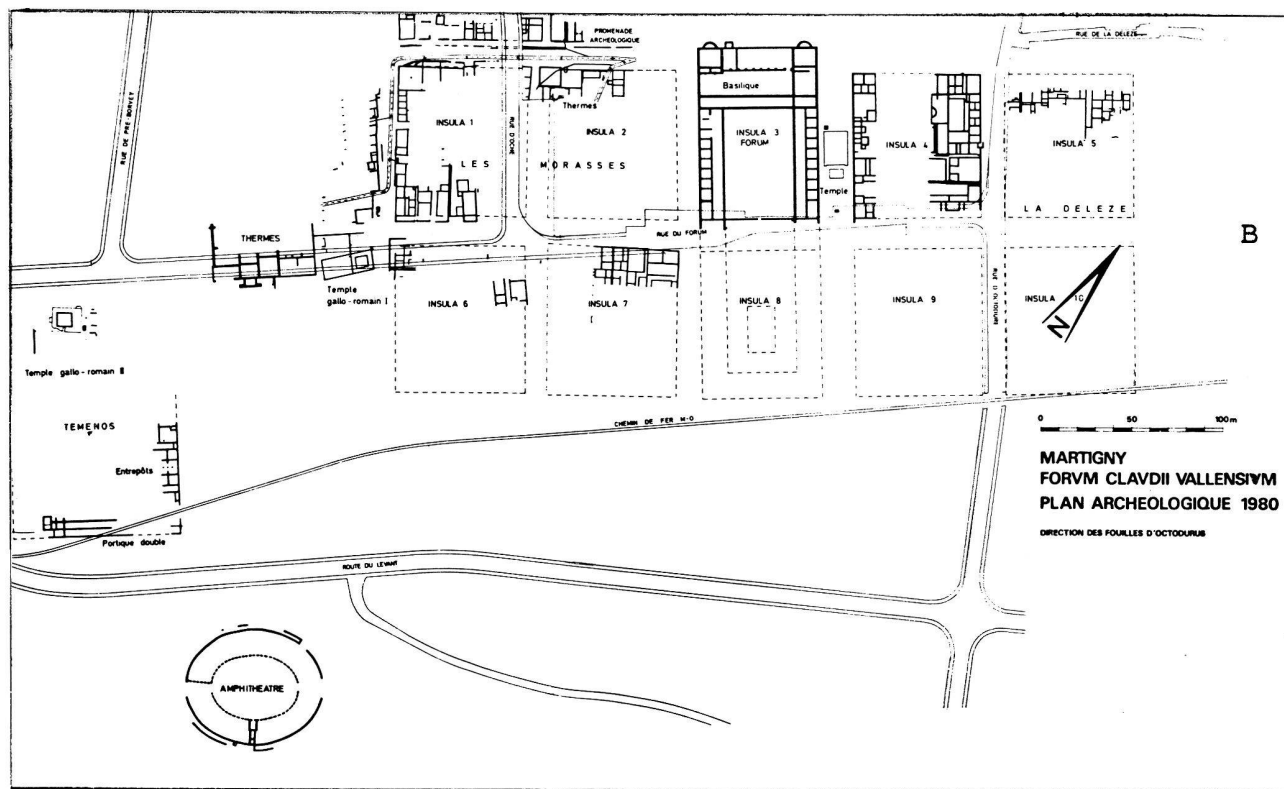 PROMENADE
ARCHEOLOGIQUE
RUE DE LA DELEZE
RUE DE PRE-BORVEY
Basilique
Thermes
INSULA 1
RUE D'OCHE
INSULA 2
INSULA 3
FORUM
INSULA 4
INSULA 5
LES MORASSES
Temple
LA DELEZE
RUE DU FORUM
B
THERMES
Temple
gallo-romain I
INSULA 6
INSULA 7
INSULA 8
INSULA 9
RUE D'OCTODURE
INSULA 10
N
Temple gallo-romain II
TEMENOS
CHEMIN DE FER M-O
0 50 100m
Entrepôts
MARTIGNY
FORVM CLAVDII VALLENSIVM
PLAN ARCHEOLOGIQUE 1980
DIRECTION DES FOUILLES D'OCTODURUS
Portique double
ROUTE DU LEVANT
AMPHITHEATRE